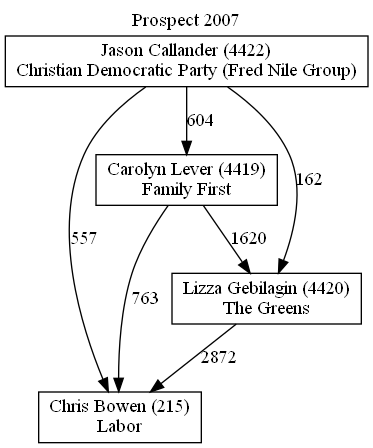 Prospect 2007
Jason Callander (4422)
Christian Democratic Party (Fred Nile Group)
604
Carolyn Lever (4419)
Family First
162
557
763
1620
Lizza Gebilagin (4420)
The Greens
2872
Chris Bowen (215)
Labor